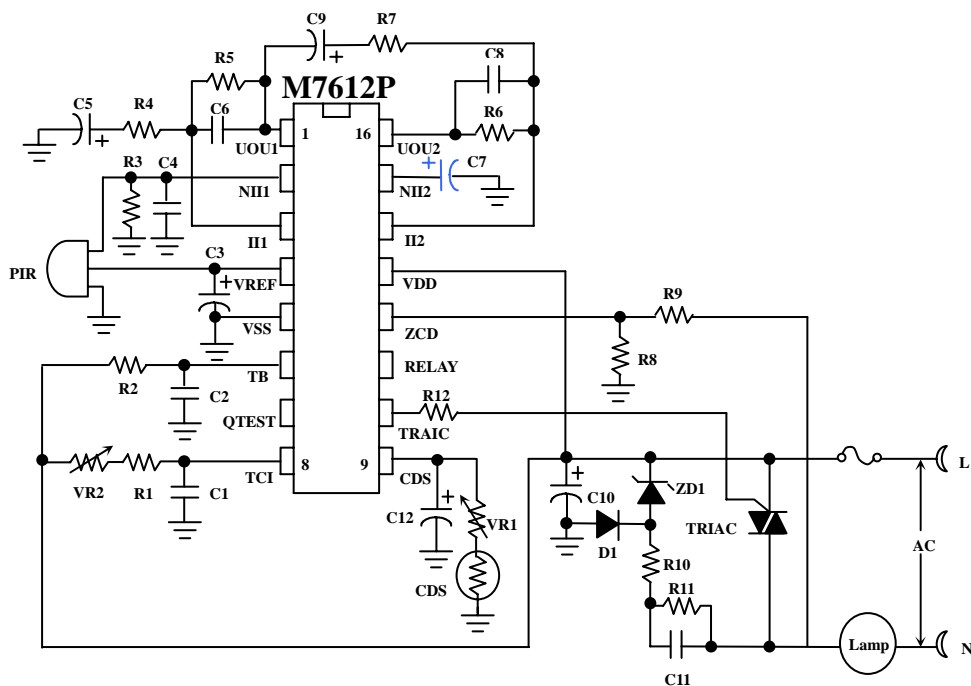 C9
R7
R5
C8
M7612P
C5
R4
C6
R6
1
16
UOU1
UOU2
R3
C4
C7
NII1
NII2
II1
II2
PIR
C3
VREF
VDD
R9
VSS
ZCD
R8
TB
RELAY
R2
C2
R12
QTEST
TRAIC
8
9
L
TCI
CDS
VR2
R1
C1
C10
ZD1
C12
VR1
TRIAC
D1
AC
R10
CDS
R11
Lamp
N
C11